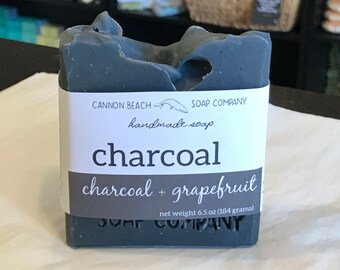 CANNON BEACH SOAP COMPANY
handmade soap
charcoal
charcoal + grapefruit
net weight 6.5 oz (184 grams)
SOAP COMPANY